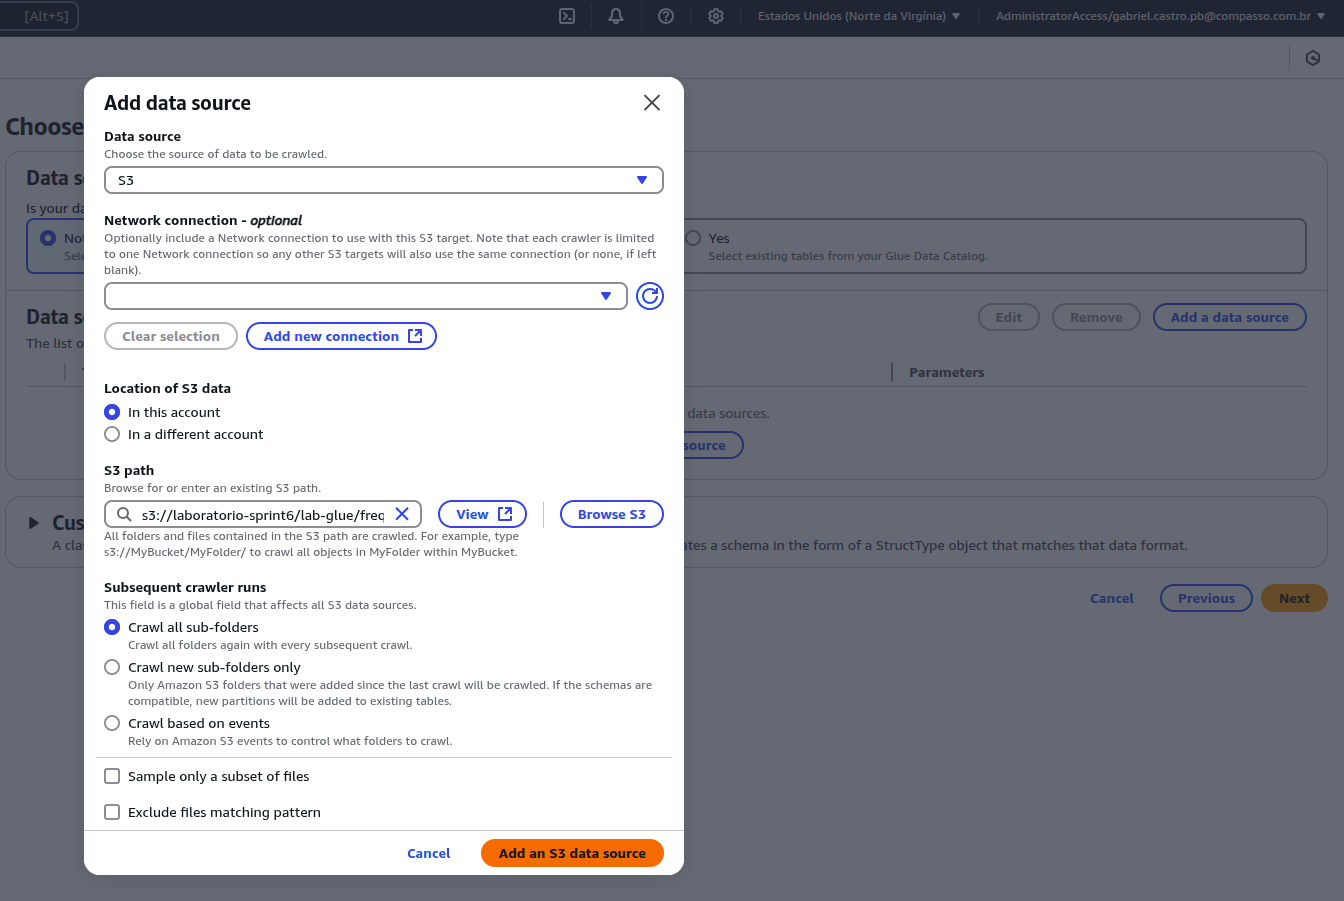 [Alt+S]
Estados Unidos (Norte da Virgínia)
AdministratorAccess/gabriel.castro.pb@compasso.com.br
Choose
Add data source
Data source
Choose the source of data to be crawled.
S3
Network connection - optional
Optionally include a Network connection to use with this S3 target. Note that each crawler is limited
to one Network connection so any other S3 targets will also use the same connection (or none, if left
blank).
Clear selection
Add new connection
Location of S3 data
In this account
In a different account
S3 path
Browse for or enter an existing S3 path.
s3://laboratorio-sprint6/lab-glue/freq
View
Browse S3
All folders and files contained in the S3 path are crawled. For example, type
s3://MyBucket/MyFolder/ to crawl all objects in MyFolder within MyBucket.
Subsequent crawler runs
This field is a global field that affects all S3 data sources.
Crawl all sub-folders
Crawl all folders again with every subsequent crawl.
Crawl new sub-folders only
Only Amazon S3 folders that were added since the last crawl will be crawled. If the schemas are
compatible, new partitions will be added to existing tables.
Crawl based on events
Rely on Amazon S3 events to control what folders to crawl.
Sample only a subset of files
Exclude files matching pattern
Cancel
Add an S3 data source
Data s
Is your da
Not
Sele
Yes
Select existing tables from your Glue Data Catalog.
Data s
The list o
Edit
Remove
Add a data source
Parameters
data sources.
source
Cus
A clas
ates a schema in the form of a StructType object that matches that data format.
Cancel
Previous
Next